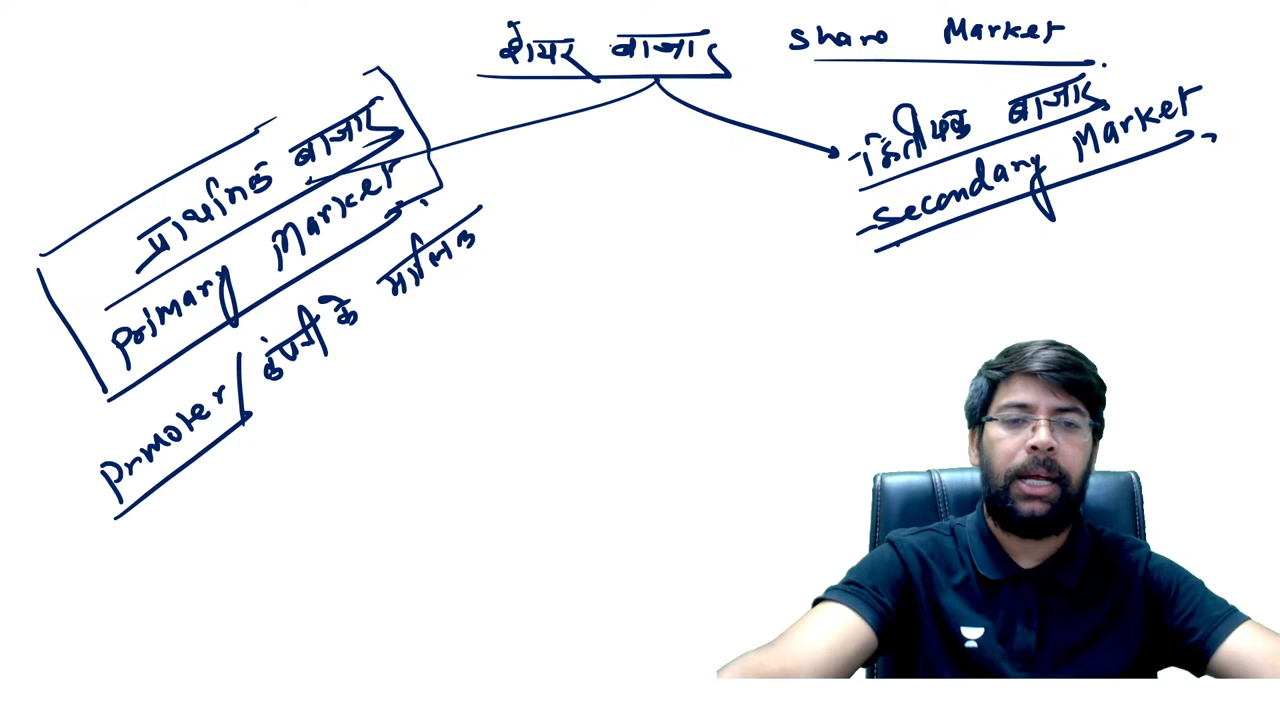 शेयर बाजार Share Market
प्राथमिक बाजार
Primary Market
Promoter / कंपनी के मालिक
द्वितीयक बाजार
Secondary Market